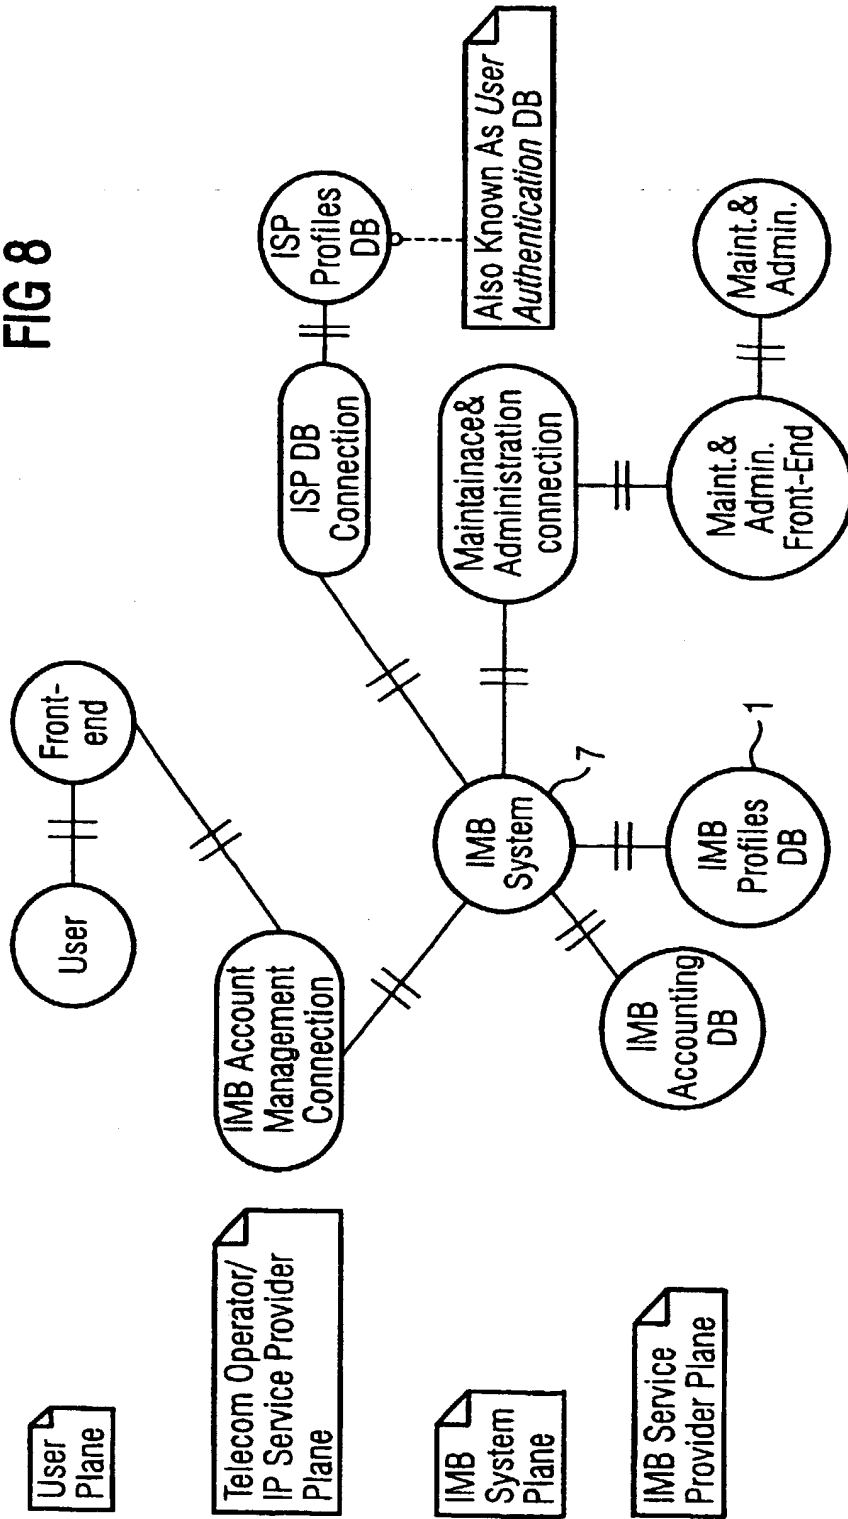 FIG 8
User
Plane
User
Front-
end
Telecom Operator/
IP Service Provider
Plane
IMB Account
Management
Connection
ISP DB
Connection
ISP
Profiles
DB
IMB
System
Plane
IMB
System
7
Maintainace&
Administration
connection
Also Known As User
Authentication DB
IMB Service
Provider Plane
IMB
Accounting
DB
IMB
Profiles
DB
1
Maint.&
Admin.
Front-End
Maint.&
Admin.